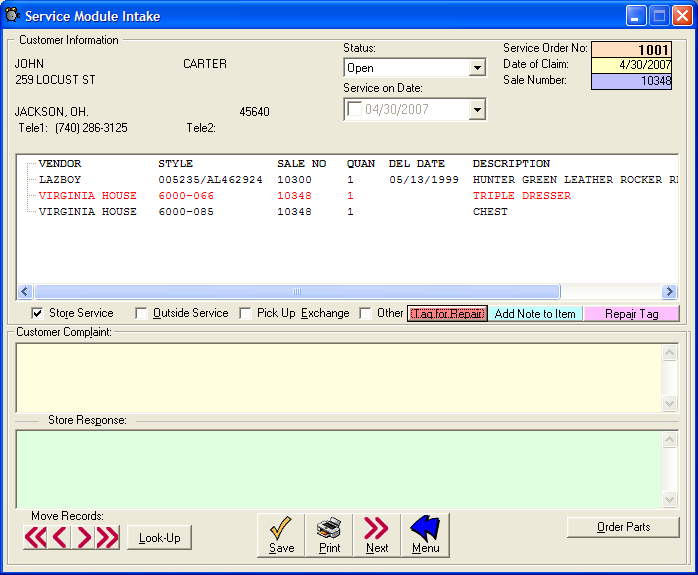 Service Module Intake
Customer Information
JOHN CARTER
259 LOCUST ST
JACKSON, OH. 45640
Tele1: (740) 286-3125 Tele2:
Status:
Open
Service on Date:
04/30/2007
Service Order No: 1001
Date of Claim: 4/30/2007
Sale Number: 10348
VENDOR STYLE SALE NO QUAN DEL DATE DESCRIPTION
LAZBOY 005235/AL462924 10300 1 05/13/1999 HUNTER GREEN LEATHER ROCKER
VIRGINIA HOUSE 6000-066 10348 1 TRIPLE DRESSER
VIRGINIA HOUSE 6000-085 10348 1 CHEST
Store Service Outside Service Pick Up Exchange Other Tag for Repair Add Note to Item Repair Tag
Customer Complaint:
Store Response:
Move Records:
Look-Up Save Print Next Menu Order Parts